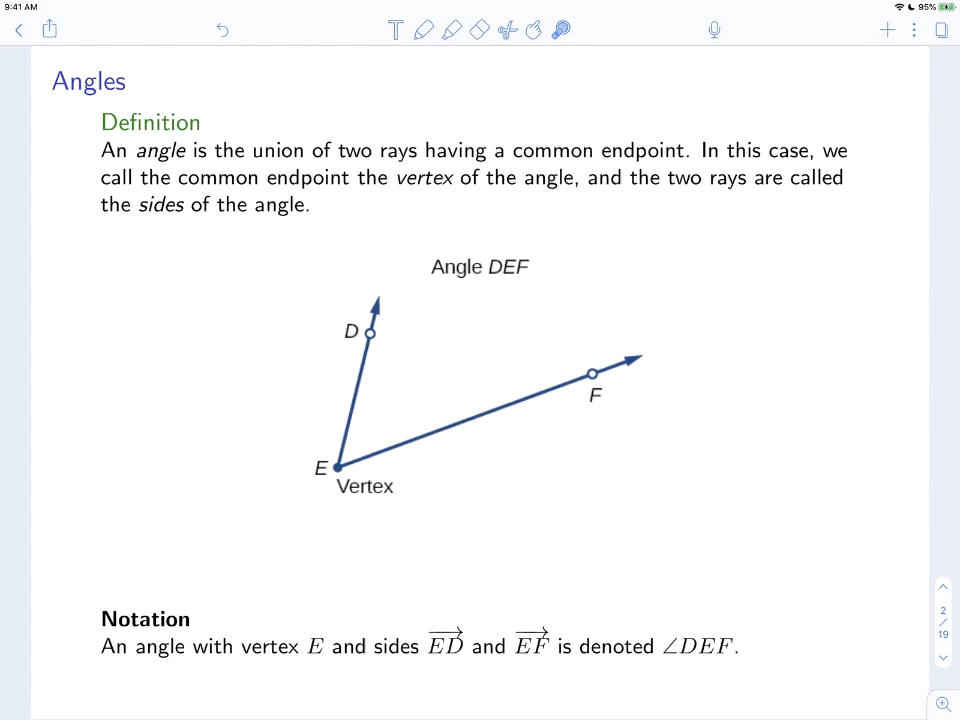 9:41 AM
95%
Angles
Definition
An angle is the union of two rays having a common endpoint. In this case, we
call the common endpoint the vertex of the angle, and the two rays are called
the sides of the angle.
Angle DEF
D
F
E
Vertex
2
/
19
Notation
An angle with vertex E and sides $\overrightarrow{ED}$ and $\overrightarrow{EF}$ is denoted ∠DEF.